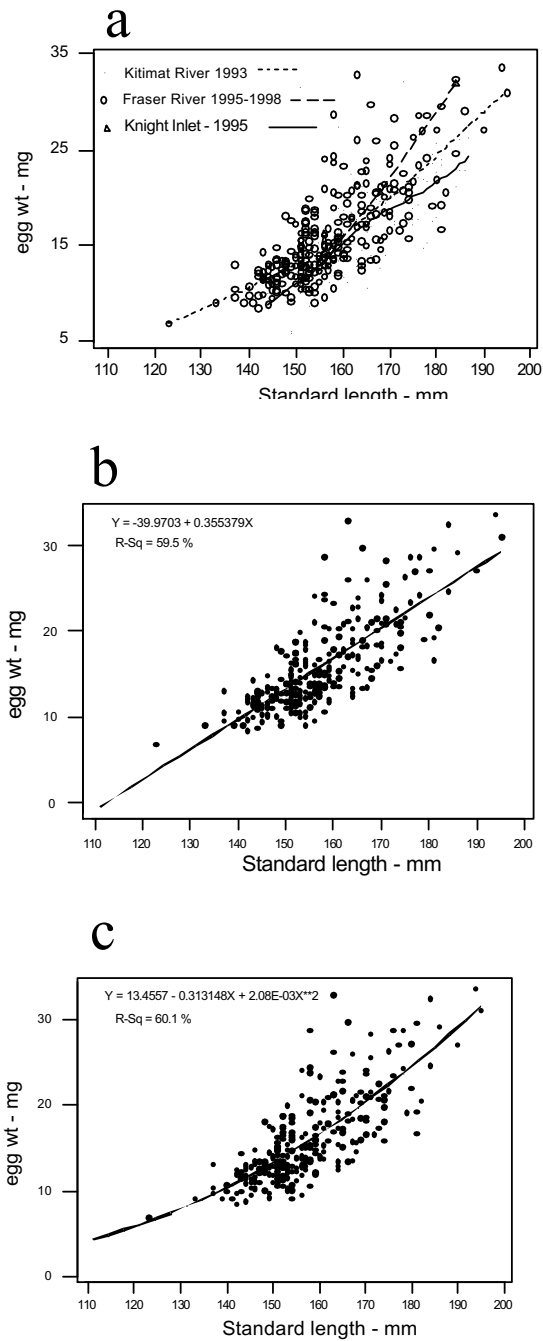 a
35
25
15
5
egg wt - mg
Kitimat River 1993
Fraser River 1995-1998
Knight Inlet - 1995
110 120 130 140 150 160 170 180 190 200
Standard length - mm
b
Y = -39.9703 + 0.355379X
R-Sq = 59.5 %
30
20
10
0
egg wt - mg
110 120 130 140 150 160 170 180 190 200
Standard length - mm
c
Y = 13.4557 - 0.313148X + 2.08E-03X**2
R-Sq = 60.1 %
30
20
10
0
egg wt - mg
110 120 130 140 150 160 170 180 190 200
Standard length - mm